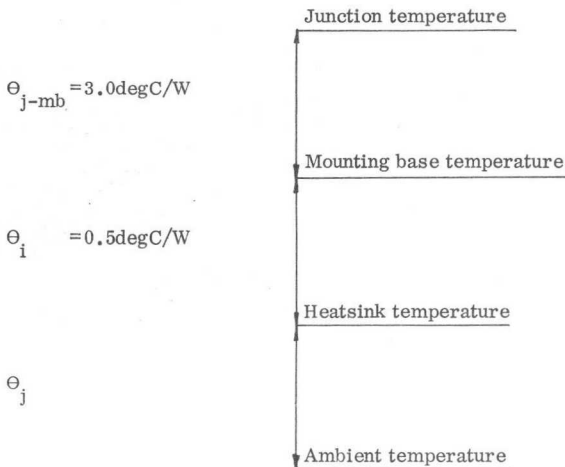 Junction temperature
Θj-mb =3.0degC/W
Mounting base temperature
Θi =0.5degC/W
Heatsink temperature
Θj
Ambient temperature